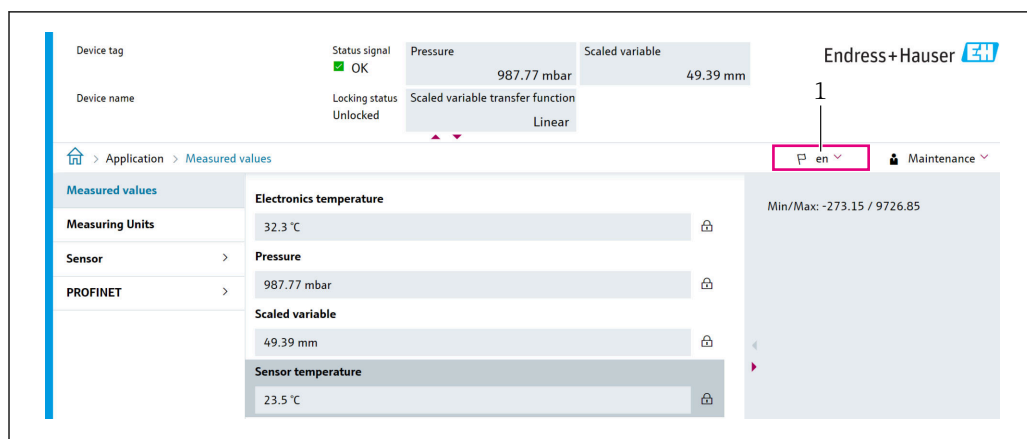 Device tag
Status signal
OK
Pressure
987.77 mbar
Scaled variable
49.39 mm
Endress+Hauser EH
1
Device name
Locking status
Unlocked
Scaled variable transfer function
Linear
> Application > Measured values
en
Maintenance
Measured values
Measuring Units
Sensor >
PROFINET >
Electronics temperature
32.3 °C
Pressure
987.77 mbar
Scaled variable
49.39 mm
Sensor temperature
23.5 °C
Min/Max: -273.15 / 9726.85